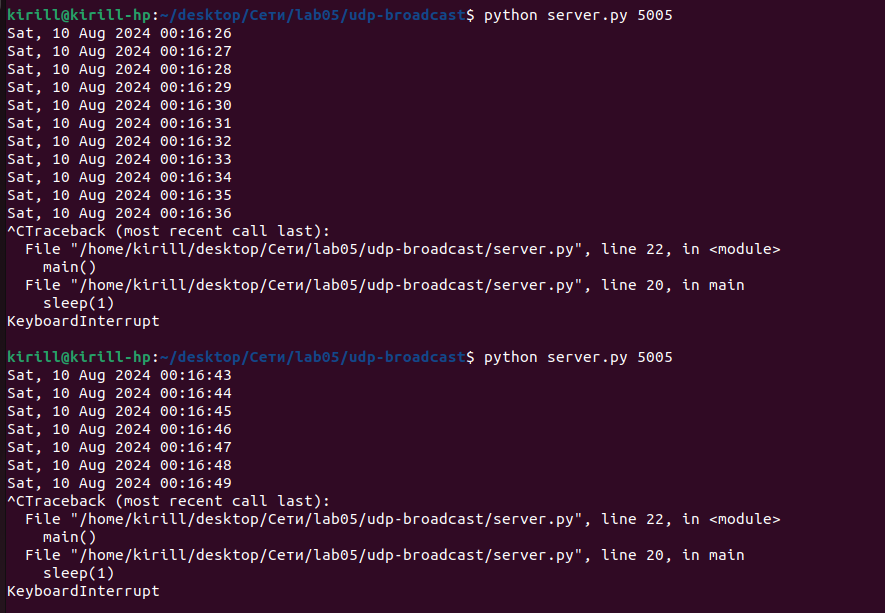 kirill@kirill-hp:~/desktop/Сети/lab05/udp-broadcast$ python server.py 5005
Sat, 10 Aug 2024 00:16:26
Sat, 10 Aug 2024 00:16:27
Sat, 10 Aug 2024 00:16:28
Sat, 10 Aug 2024 00:16:29
Sat, 10 Aug 2024 00:16:30
Sat, 10 Aug 2024 00:16:31
Sat, 10 Aug 2024 00:16:32
Sat, 10 Aug 2024 00:16:33
Sat, 10 Aug 2024 00:16:34
Sat, 10 Aug 2024 00:16:35
Sat, 10 Aug 2024 00:16:36
^CTraceback (most recent call last):
  File "/home/kirill/desktop/Сети/lab05/udp-broadcast/server.py", line 22, in <module>
    main()
  File "/home/kirill/desktop/Сети/lab05/udp-broadcast/server.py", line 20, in main
    sleep(1)
KeyboardInterrupt

kirill@kirill-hp:~/desktop/Сети/lab05/udp-broadcast$ python server.py 5005
Sat, 10 Aug 2024 00:16:43
Sat, 10 Aug 2024 00:16:44
Sat, 10 Aug 2024 00:16:45
Sat, 10 Aug 2024 00:16:46
Sat, 10 Aug 2024 00:16:47
Sat, 10 Aug 2024 00:16:48
Sat, 10 Aug 2024 00:16:49
^CTraceback (most recent call last):
  File "/home/kirill/desktop/Сети/lab05/udp-broadcast/server.py", line 22, in <module>
    main()
  File "/home/kirill/desktop/Сети/lab05/udp-broadcast/server.py", line 20, in main
    sleep(1)
KeyboardInterrupt